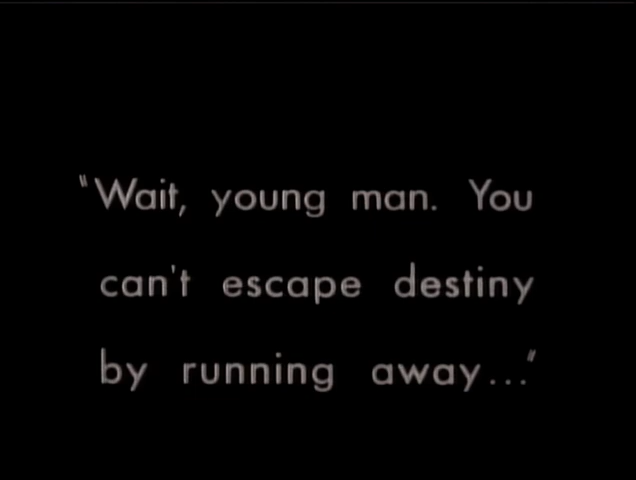 "Wait, young man. You
can't escape destiny
by running away..."